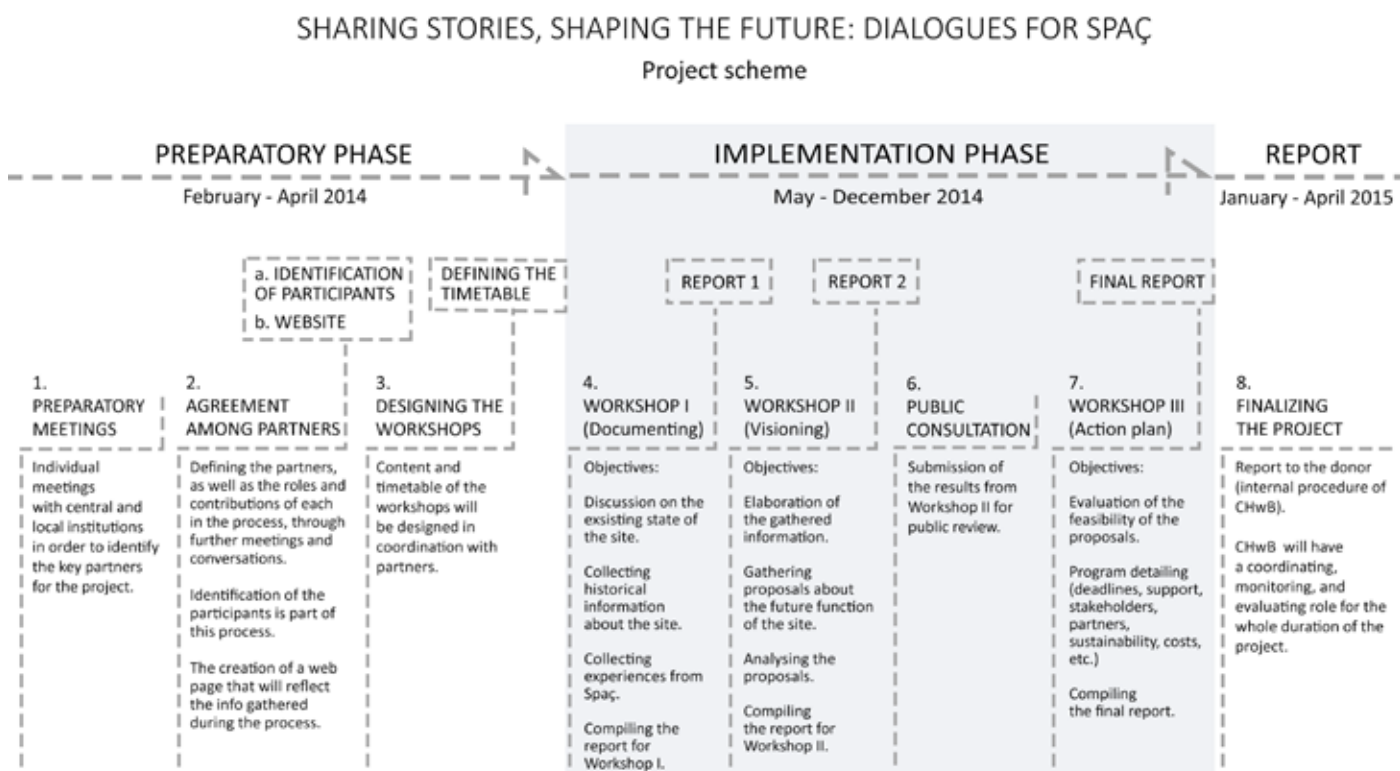 SHARING STORIES, SHAPING THE FUTURE: DIALOGUES FOR SPAÇ
Project scheme
PREPARATORY PHASE
February - April 2014
IMPLEMENTATION PHASE
May - December 2014
REPORT
January - April 2015
a. IDENTIFICATION
OF PARTICIPANTS
b. WEBSITE
DEFINING THE
TIMETABLE
REPORT 1
REPORT 2
FINAL REPORT
1.
PREPARATORY
MEETINGS
Individual
meetings
with central and
local institutions
in order to identify
the key partners
for the project.
2.
AGREEMENT
AMONG PARTNERS
Defining the partners,
as well as the roles and
contributions of each
in the process, through
further meetings and
conversations.
Identification of the
participants is part of
this process.
The creation of a web
page that will reflect
the info gathered
during the process.
3.
DESIGNING THE
WORKSHOPS
Content and
timetable of the
workshops will
be designed in
coordination with
partners.
4.
WORKSHOP I
(Documenting)
Objectives:
Discussion on the
exsisting state of
the site.
Collecting
historical
information
about the site.
Collecting
experiences from
Spaç.
Compiling the
report for
Workshop I.
5.
WORKSHOP II
(Visioning)
Objectives:
Elaboration of
the gathered
information.
Gathering
proposals about
the future function
of the site.
Analysing the
proposals.
Compiling
the report for
Workshop II.
6.
PUBLIC
CONSULTATION
Submission of
the results from
Workshop II for
public review.
7.
WORKSHOP III
(Action plan)
Objectives:
Evaluation of the
feasibility of the
proposals.
Program detailing
(deadlines, support,
stakeholders,
partners,
sustainability, costs,
etc.)
Compiling
the final report.
8.
FINALIZING
THE PROJECT
Report to the donor
(internal procedure of
CHwB).
CHwB will have
a coordinating,
monitoring, and
evaluating role for the
whole duration of the
project.